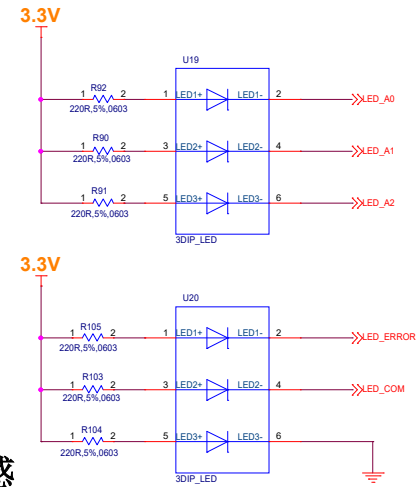 3.3V
U19
R92
1 2 1 LED1+ LED1- 2 LED_A0
220R,5%,0603
R90
1 2 3 LED2+ LED2- 4 LED_A1
220R,5%,0603
R91
1 2 5 LED3+ LED3- 6 LED_A2
220R,5%,0603
3DIP_LED
3.3V
U20
R105
1 2 1 LED1+ LED1- 2 LED_ERROR
220R,5%,0603
R103
1 2 3 LED2+ LED2- 4 LED_COM
220R,5%,0603
R104
1 2 5 LED3+ LED3- 6
220R,5%,0603
3DIP_LED